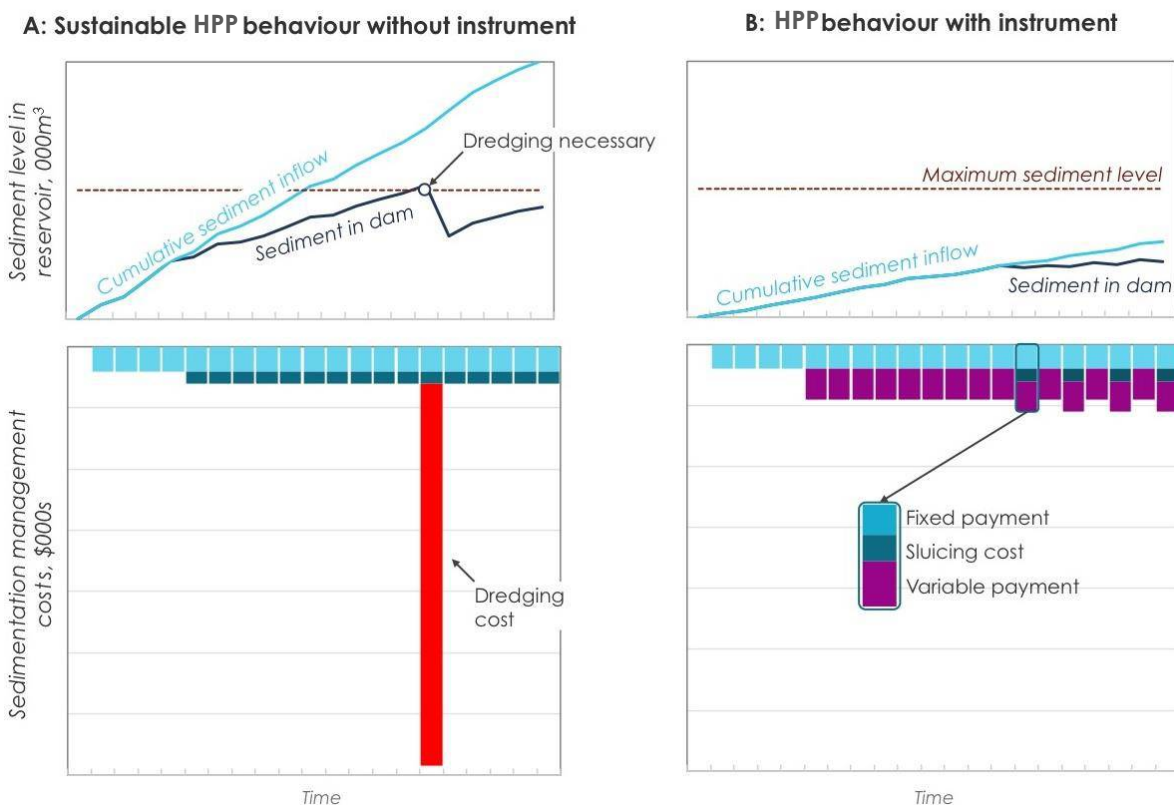 A: Sustainable HPP behaviour without instrument
B: HPP behaviour with instrument
Sediment level in
reservoir, 000m³
Cumulative sediment inflow
Sediment in dam
Dredging necessary
Maximum sediment level
Cumulative sediment inflow
Sediment in dam
Sedimentation management
costs, $000s
Dredging
cost
Fixed payment
Sluicing cost
Variable payment
Time
Time